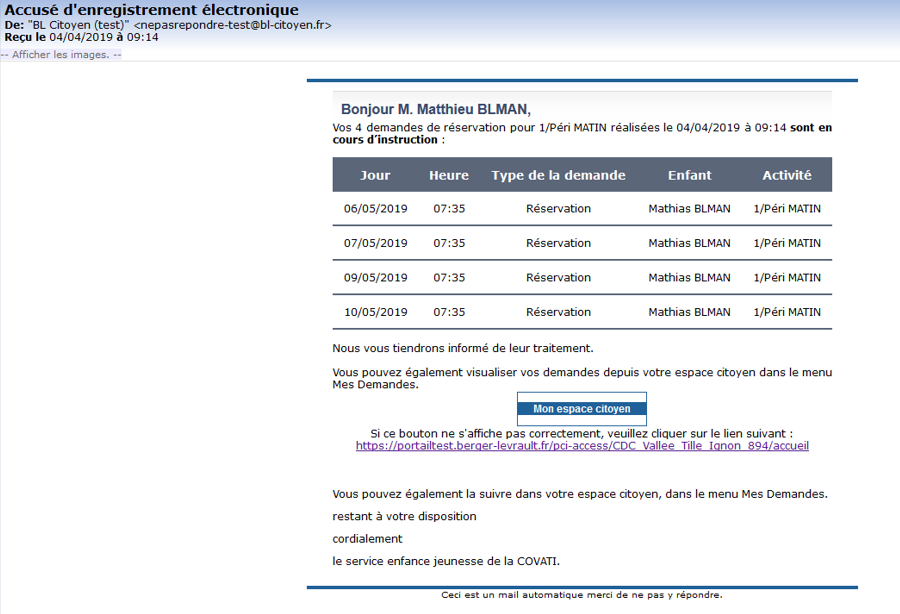 Accusé d'enregistrement électronique
De: "BL Citoyen (test)" <nepasrepondre-test@bl-citoyen.fr>
Reçu le 04/04/2019 à 09:14
-- Afficher les images. --
Bonjour M. Matthieu BLMAN,
Vos 4 demandes de réservation pour 1/Péri MATIN réalisées le 04/04/2019 à 09:14 sont en
cours d'instruction :
Jour Heure Type de la demande Enfant Activité
06/05/2019 07:35 Réservation Mathias BLMAN 1/Péri MATIN
07/05/2019 07:35 Réservation Mathias BLMAN 1/Péri MATIN
09/05/2019 07:35 Réservation Mathias BLMAN 1/Péri MATIN
10/05/2019 07:35 Réservation Mathias BLMAN 1/Péri MATIN
Nous vous tiendrons informé de leur traitement.
Vous pouvez également visualiser vos demandes depuis votre espace citoyen dans le menu
Mes Demandes.
Mon espace citoyen
Si ce bouton ne s'affiche pas correctement, veuillez cliquer sur le lien suivant :
https://portailtest.berger-levrault.fr/pci-access/CDC_Vallee_Tille_Ignon_894/accueil
Vous pouvez également la suivre dans votre espace citoyen, dans le menu Mes Demandes.
restant à votre disposition
cordialement
le service enfance jeunesse de la COVATI.
Ceci est un mail automatique merci de ne pas y répondre.